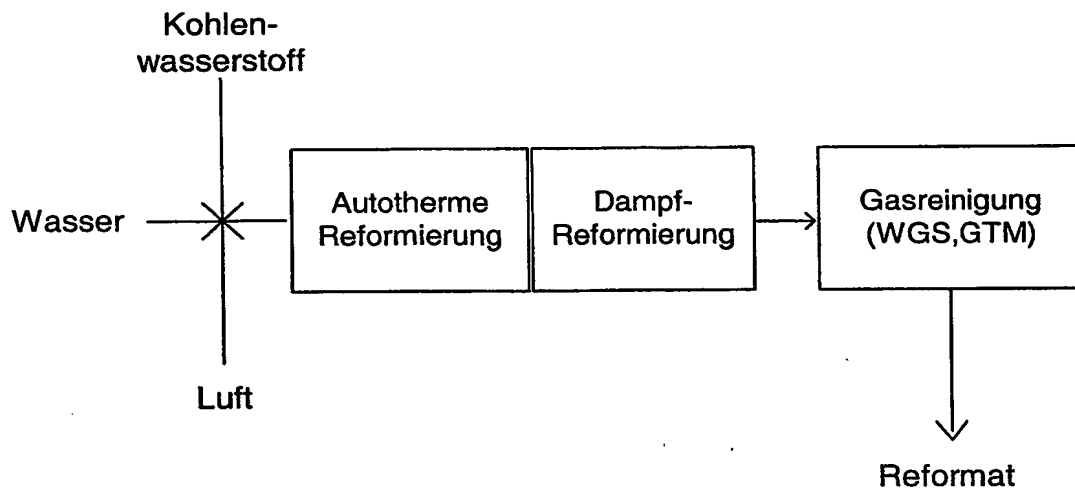 Kohlen-
wasserstoff
Wasser
Autotherme
Reformierung
Dampf-
Reformierung
Gasreinigung
(WGS,GTM)
Luft
Reformat